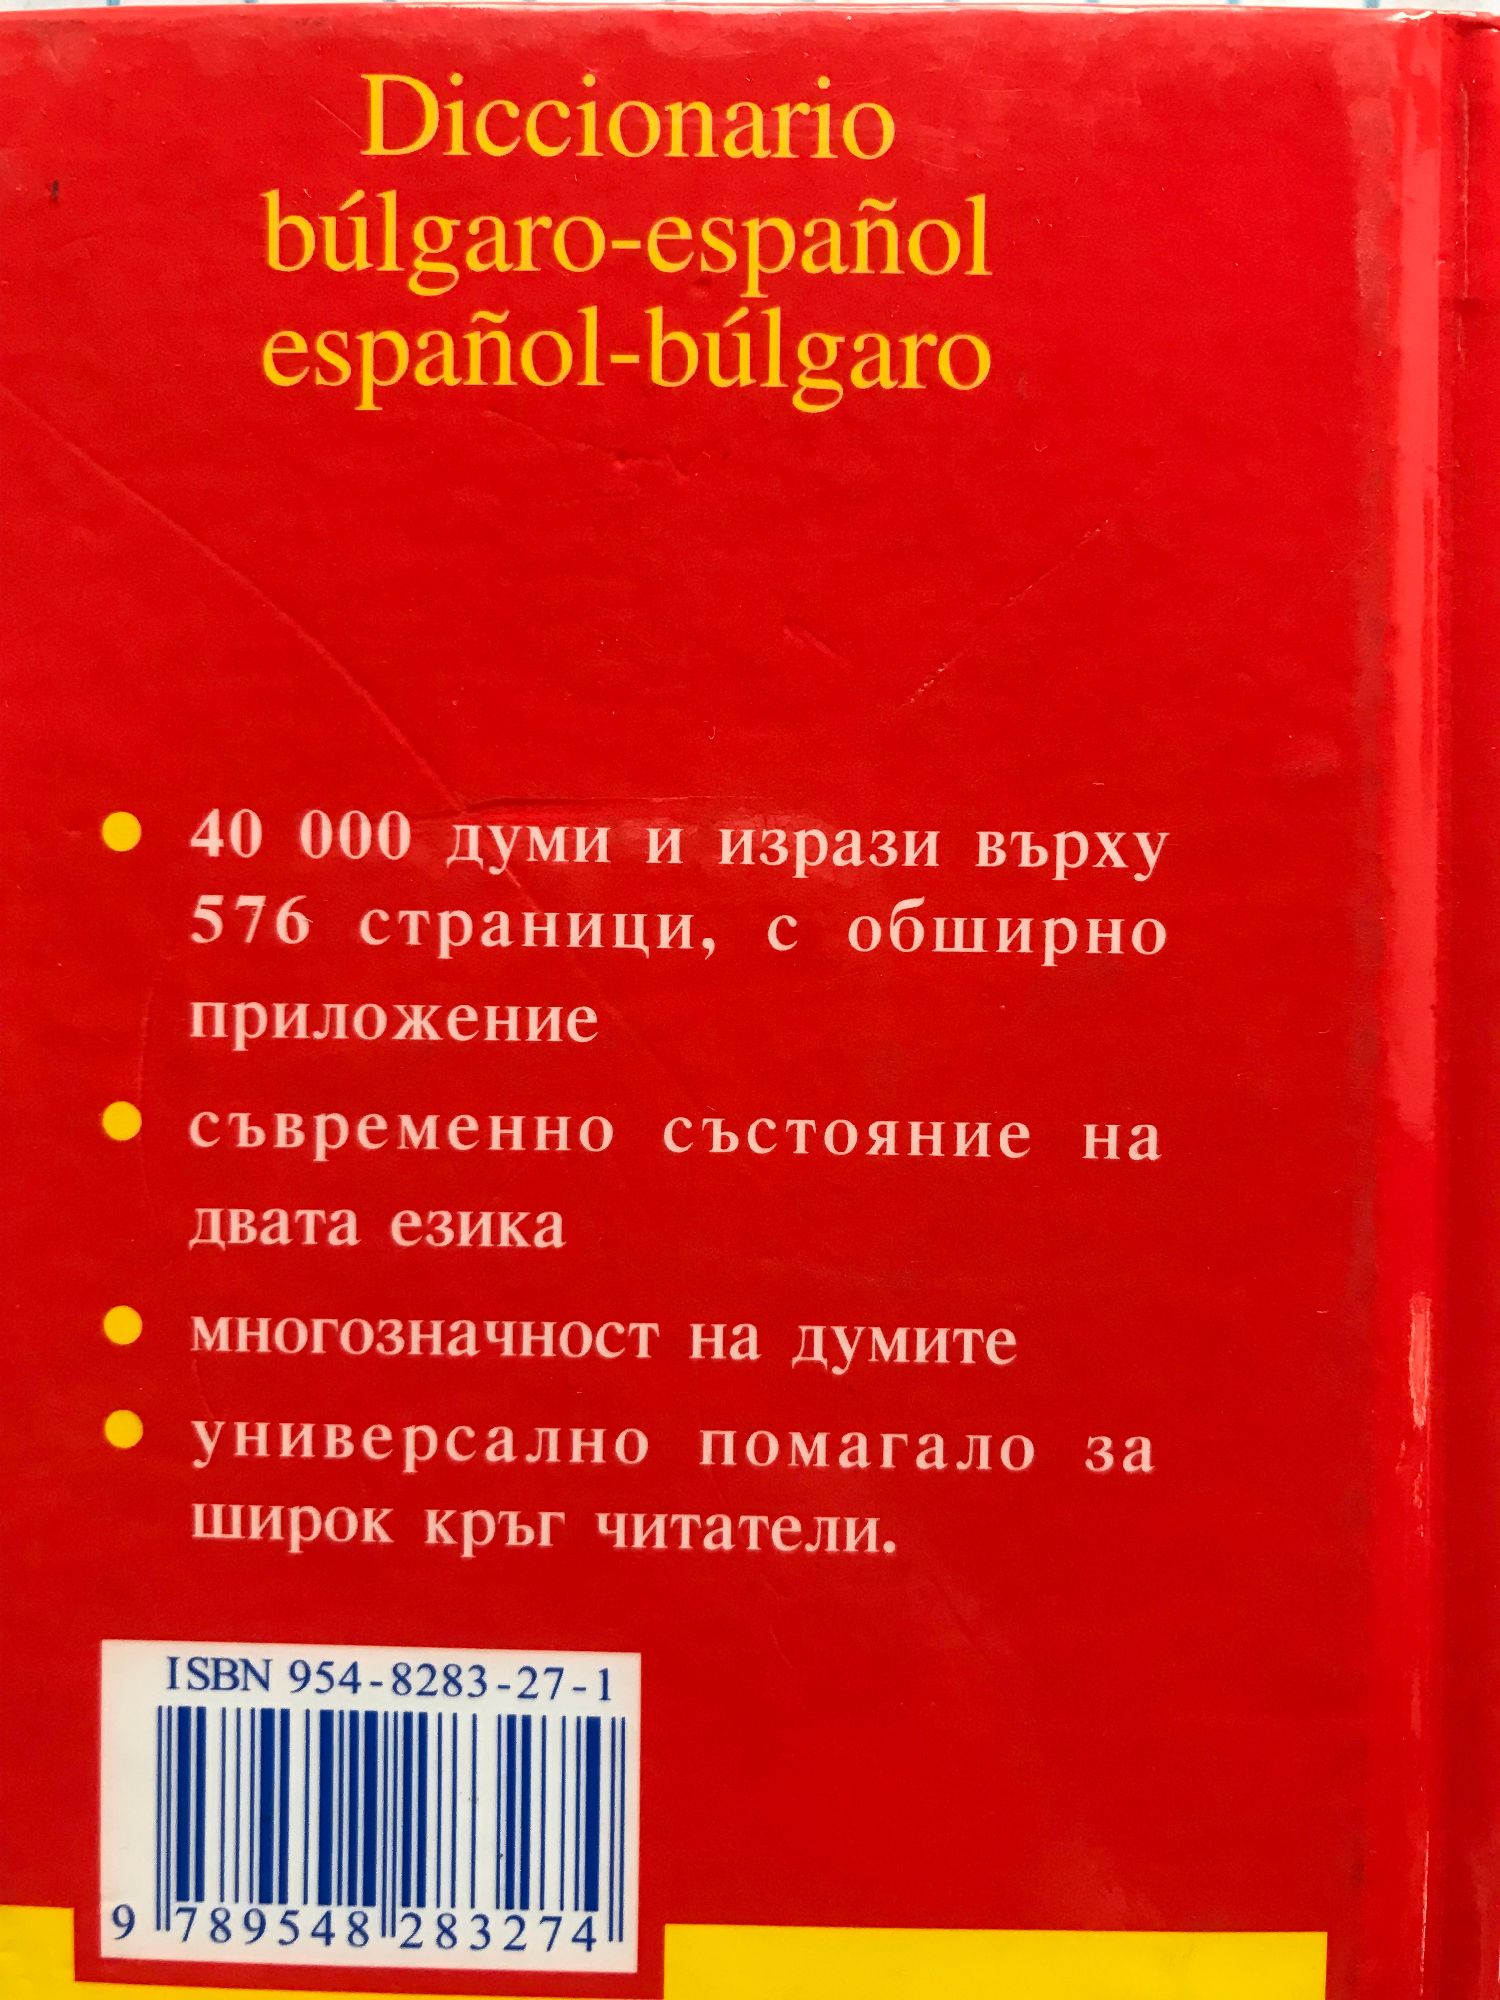 Diccionario
búlgaro-español
español-búlgaro
● 40 000 думи и изрази върху
576 страници, с обширно
приложение
● съвременно състояние на
двата езика
● многозначност на думите
● универсално помагало за
широк кръг читатели.
ISBN 954-8283-27-1
9 789548 283274